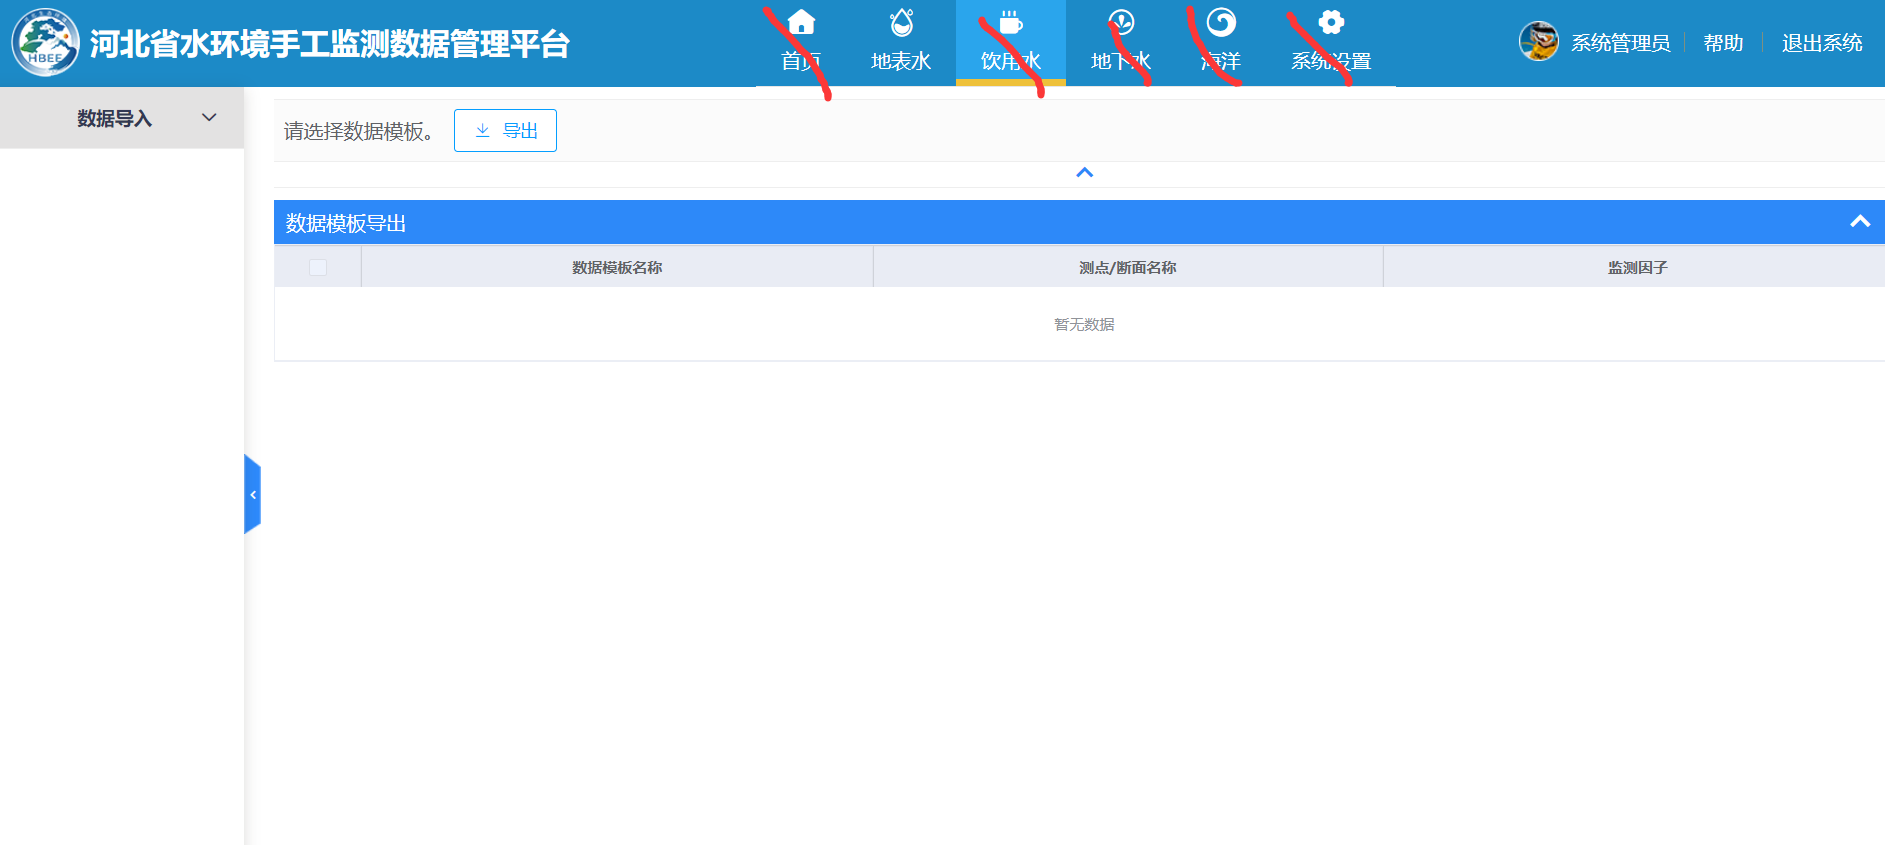 HBEE
河北省水环境手工监测数据管理平台
首页
地表水
饮用水
地下水
海洋
系统设置
系统管理员
帮助
退出系统
数据导入
请选择数据模板。
导出
数据模板导出
数据模板名称
测点/断面名称
监测因子
暂无数据